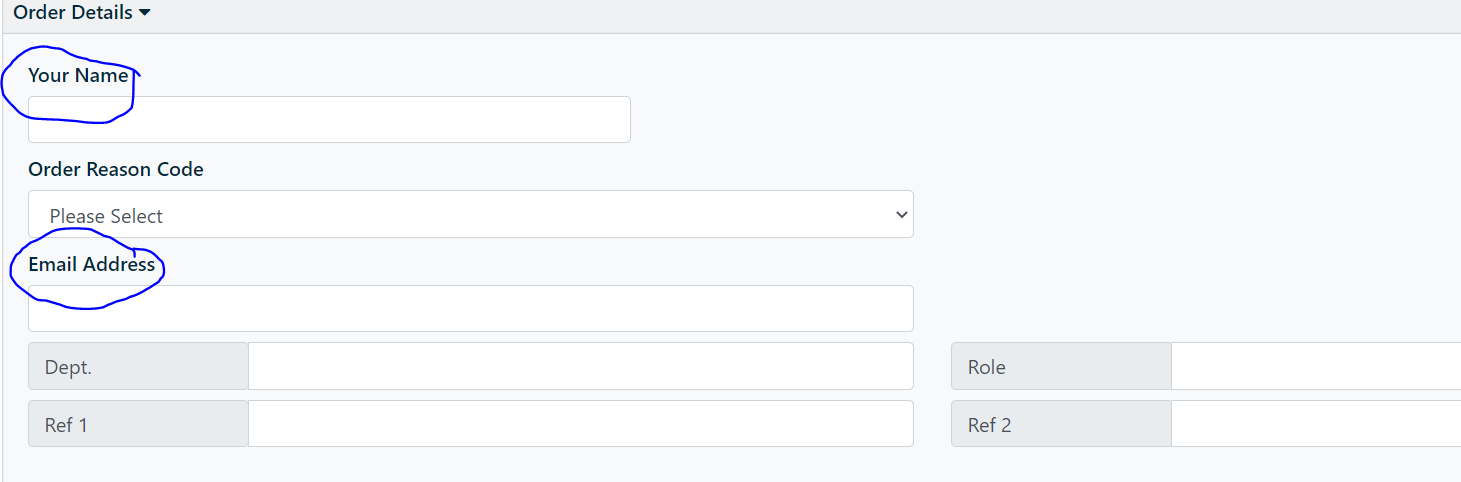 Order Details
Your Name
Order Reason Code
Please Select
Email Address
Dept.
Role
Ref 1
Ref 2